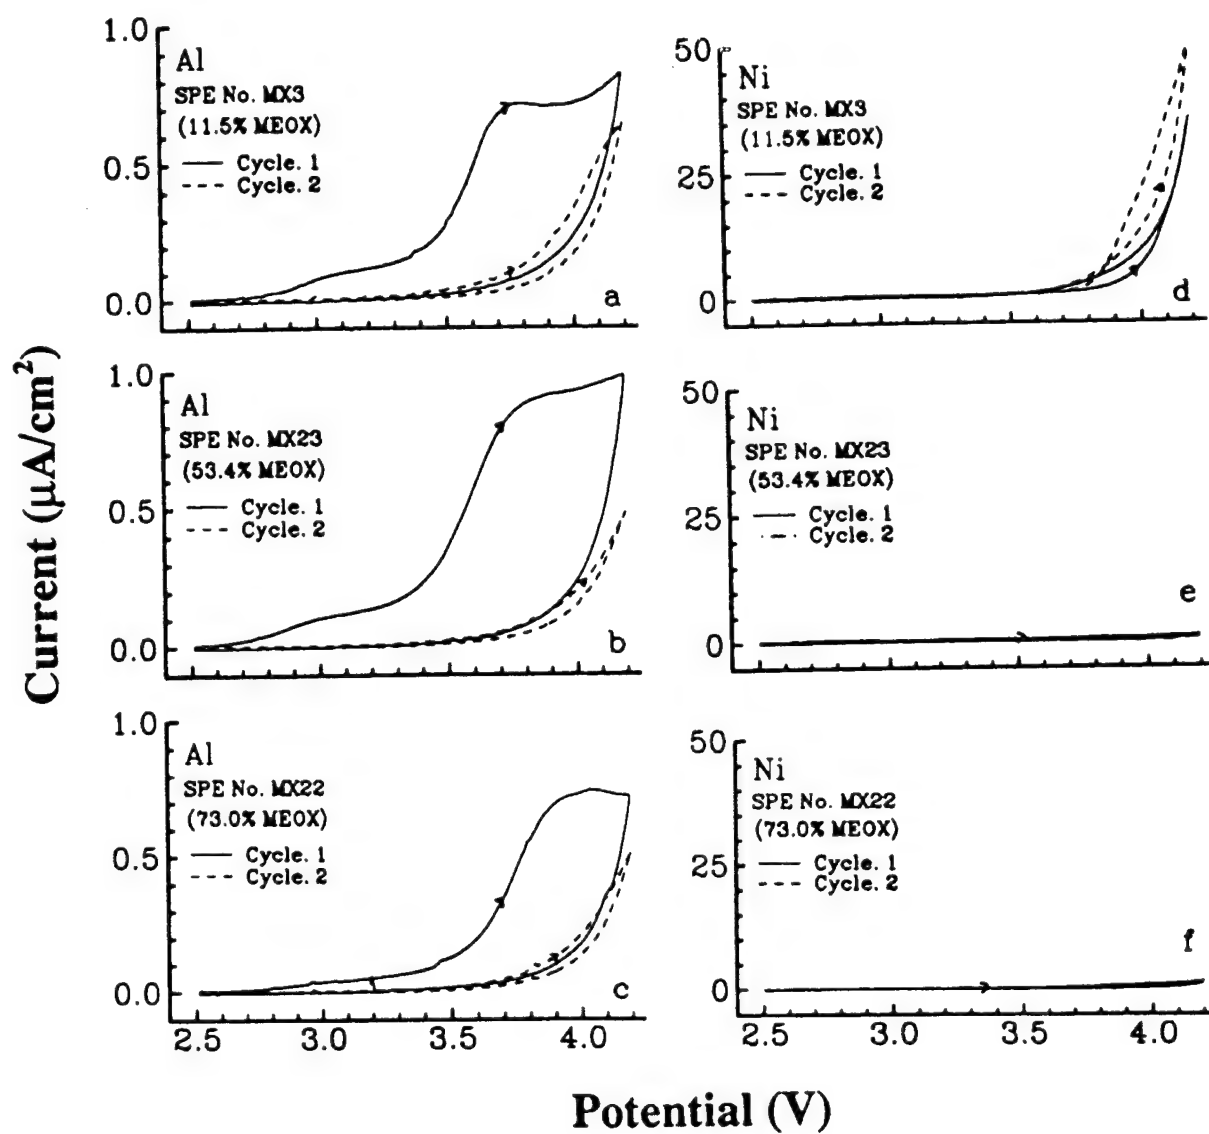 Current (μA/cm²)
1.0
0.5
0.0
Al
SPE No. MX3
(11.5% MEOX)
Cycle. 1
Cycle. 2
a
50
25
0
Ni
SPE No. MX3
(11.5% MEOX)
Cycle. 1
Cycle. 2
d
1.0
0.5
0.0
Al
SPE No. MX23
(53.4% MEOX)
Cycle. 1
Cycle. 2
b
50
25
0
Ni
SPE No. MX23
(53.4% MEOX)
Cycle. 1
Cycle. 2
e
1.0
0.5
0.0
Al
SPE No. MX22
(73.0% MEOX)
Cycle. 1
Cycle. 2
c
2.5 3.0 3.5 4.0
50
25
0
Ni
SPE No. MX22
(73.0% MEOX)
Cycle. 1
Cycle. 2
f
2.5 3.0 3.5 4.0
Potential (V)